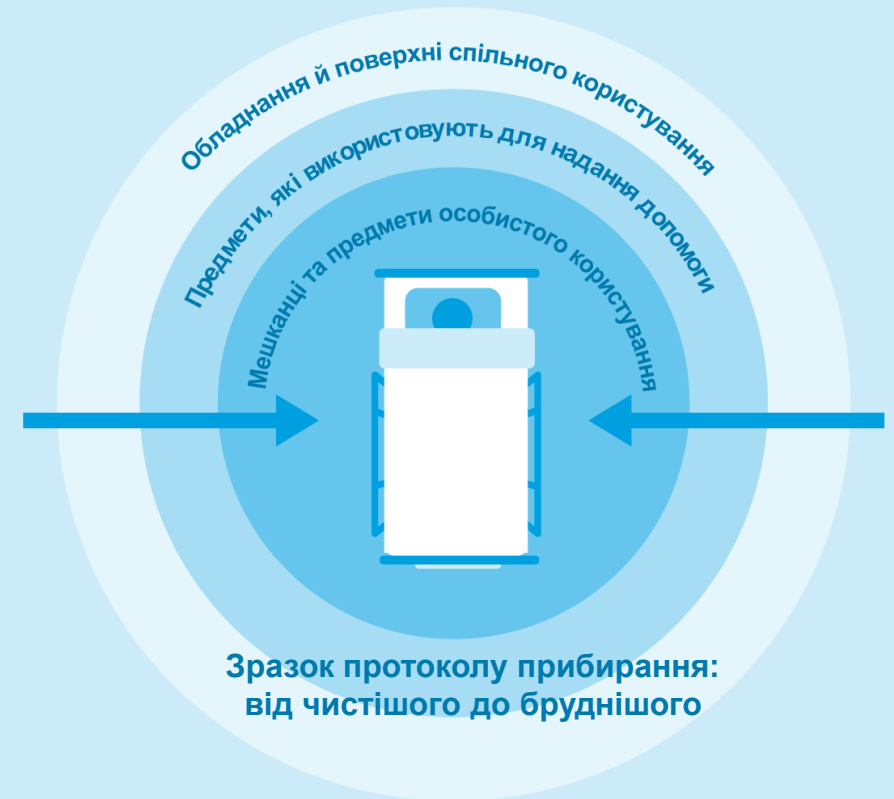 Обладнання й поверхні спільного користування
Предмети, які використовують для надання допомоги
Мешканці та предмети особистого користування
Зразок протоколу прибирання:
від чистішого до бруднішого